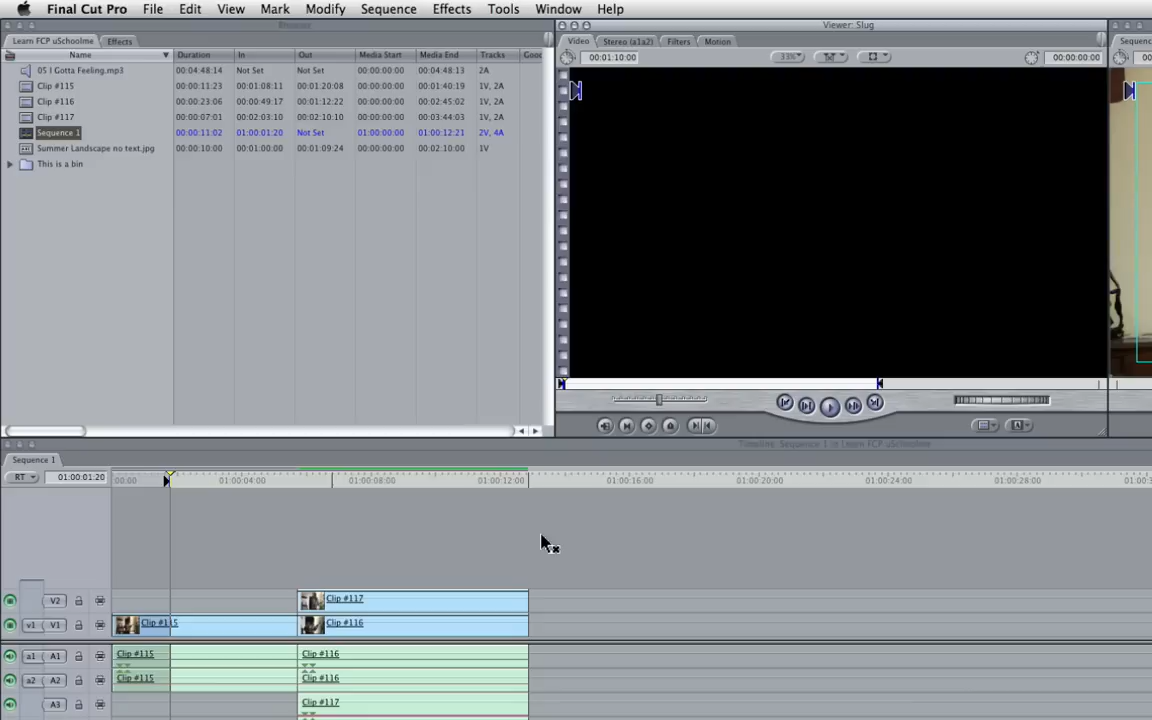 Final Cut Pro File Edit View Mark Modify Sequence Effects Tools Window Help
Browser Viewer: Slug
Learn FCP uSchoolme Effects Video Stereo (a1a2) Filters Motion Sequenc
Name Duration In Out Media Start Media End Tracks Good
00:01:10:00 33% 00:00:00:00 00
05 I Gotta Feeling.mp3 00:04:48:14 Not Set Not Set 00:00:00:00 00:04:48:13 2A
Clip #115 00:00:11:23 00:01:08:11 00:01:20:08 00:00:00:00 00:01:40:19 1V, 2A
Clip #116 00:00:23:06 00:00:49:17 00:01:12:22 00:00:00:00 00:02:45:02 1V, 2A
Clip #117 00:00:07:01 00:02:03:10 00:02:10:10 00:00:00:00 00:03:44:03 1V, 2A
Sequence 1 00:00:11:02 01:00:01:20 Not Set 01:00:00:00 01:00:12:21 2V, 4A
Summer Landscape no text.jpg 00:00:10:00 00:01:00:00 00:01:09:24 00:00:00:00 00:02:10:00 1V
This is a bin
Timeline: Sequence 1 in Learn FCP uSchoolme
Sequence 1
RT 01:00:01:20 00:00 01:00:04:00 01:00:08:00 01:00:12:00 01:00:16:00 01:00:20:00 01:00:24:00 01:00:28:00 01:00:3
V2 Clip #117
v1 V1 Clip #115 Clip #116
a1 A1 Clip #115 Clip #116
a2 A2 Clip #115 Clip #116
A3 Clip #117